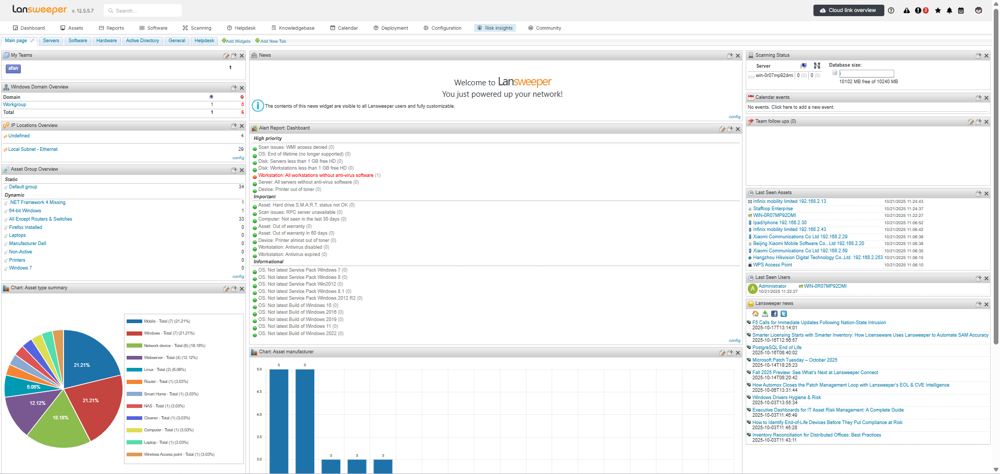 Lansweeper v. 12.5.5.7
Search...
Cloud link overview
2
Dashboard
Assets
Reports
Software
Scanning
Helpdesk
Knowledgebase
Calendar
Deployment
Configuration
Risk insights
Community
Main page
Servers
Software
Hardware
Active Directory
General
Helpdesk
Add Widgets
Add New Tab
My Teams
afan 1
Windows Domain Overview
Domain
Workgroup 1 6
Total 1 6
IP Locations Overview
Undefined 4
Local Subnet - Ethernet 29
config
Asset Group Overview
Static
Default group 34
Dynamic
.NET Framework 4 Missing 1
64-bit Windows 1
All Except Routers & Switches 33
Firefox Installed 0
Laptops 0
Manufacturer Dell 0
Non-Active 0
Printers 0
Windows 7 0
config
Chart: Asset type summary
21.21%
21.21%
18.18%
12.12%
6.06%
Mobile - Total (7) (21.21%)
Windows - Total (7) (21.21%)
Network device - Total (6) (18.18%)
Webserver - Total (4) (12.12%)
Linux - Total (2) (6.06%)
Router - Total (1) (3.03%)
Smart Home - Total (1) (3.03%)
NAS - Total (1) (3.03%)
Cleaner - Total (1) (3.03%)
Computer - Total (1) (3.03%)
Laptop - Total (1) (3.03%)
Wireless Access point - Total (1) (3.03%)
News
Welcome to Lansweeper
You just powered up your network!
The contents of this news widget are visible to all Lansweeper users and fully customizable.
config
Alert Report: Dashboard
High priority
Scan issues: WMI access denied (0)
OS: End of lifetime (no longer supported) (0)
Disk: Servers less than 1 GB free HD (0)
Disk: Workstations less than 1 GB free HD (0)
Workstation: All workstations without anti-virus software (1)
Server: All servers without anti-virus software (0)
Device: Printer out of toner (0)
Important
Asset: Hard drive S.M.A.R.T. status not OK (0)
Scan issues: RPC server unavailable (0)
Computer: Not seen in the last 30 days (0)
Asset: Out of warranty (0)
Asset: Out of warranty in 60 days (0)
Device: Printer almost out of toner (0)
Workstation: Antivirus disabled (0)
Workstation: Antivirus expired (0)
Informational
OS: Not latest Service Pack Windows 7 (0)
OS: Not latest Service Pack Windows 8 (0)
OS: Not latest Service Pack Win2012 (0)
OS: Not latest Service Pack Windows 8.1 (0)
OS: Not latest Service Pack Windows 2012 R2 (0)
OS: Not latest Build of Windows 10 (0)
OS: Not latest Build of Windows 2016 (0)
OS: Not latest Build of Windows 2019 (0)
OS: Not latest Build of Windows 11 (0)
OS: Not latest Build of Windows 2022 (0)
config
Chart: Asset manufacturer
5 5
5.0
4.5
4.0
3.5
3 3 3
3.0
Scanning Status
Server
win-0r07mp92dmi 0 (0) 0 (0)
Database size:
10102 MB free of 10240 MB
Calendar events
No events. Click here to add a new event.
Team follow ups (0)
Last Seen Assets
Infinix mobility limited 192.168.2.13 10/21/2025 11:24:43
Staffcop Enterprise 10/21/2025 11:24:37
WIN-0R07MP92DMI 10/21/2025 11:22:27
Ipad/Iphone 192.168.2.30 10/21/2025 11:06:52
Infinix mobility limited 192.168.2.43 10/21/2025 11:06:42
Xiaomi Communications Co Ltd 192.168.2.29 10/21/2025 11:06:38
Beijing Xiaomi Mobile Software Co., Ltd 192.168.2.20 10/21/2025 11:06:38
Xiaomi Communications Co Ltd 192.168.2.59 10/21/2025 11:06:35
Hangzhou Hikvision Digital Technology Co.,Ltd. 192.168.2.253 10/21/2025 11:06:15
WPS Access Point 10/21/2025 11:06:10
Last Seen Users
A Administrator WIN-0R07MP92DMI
10/21/2025 11:22:27
Lansweeper news
F5 Calls for Immediate Updates Following Nation-State Intrusion
2025-10-17T13:14:01
Smarter Licensing Starts with Smarter Inventory: How Licenseware Uses Lansweeper to Automate SAM Accuracy
2025-10-16T12:56:57
PostgreSQL End of Life
2025-10-16T08:40:02
Microsoft Patch Tuesday – October 2025
2025-10-14T18:25:23
Fall 2025 Preview: See What's Next at Lansweeper Connect
2025-10-14T08:20:42
How Automox Closes the Patch Management Loop with Lansweeper's EOL & CVE Intelligence
2025-10-06T13:31:44
Windows Drivers Hygiene & Risk
2025-10-03T13:55:34
Executive Dashboards for IT Asset Risk Management: A Complete Guide
2025-10-03T11:46:49
How to Identify End-of-Life Devices Before They Put Compliance at Risk
2025-10-03T11:45:28
Inventory Reconciliation for Distributed Offices: Best Practices
2025-10-03T11:43:11